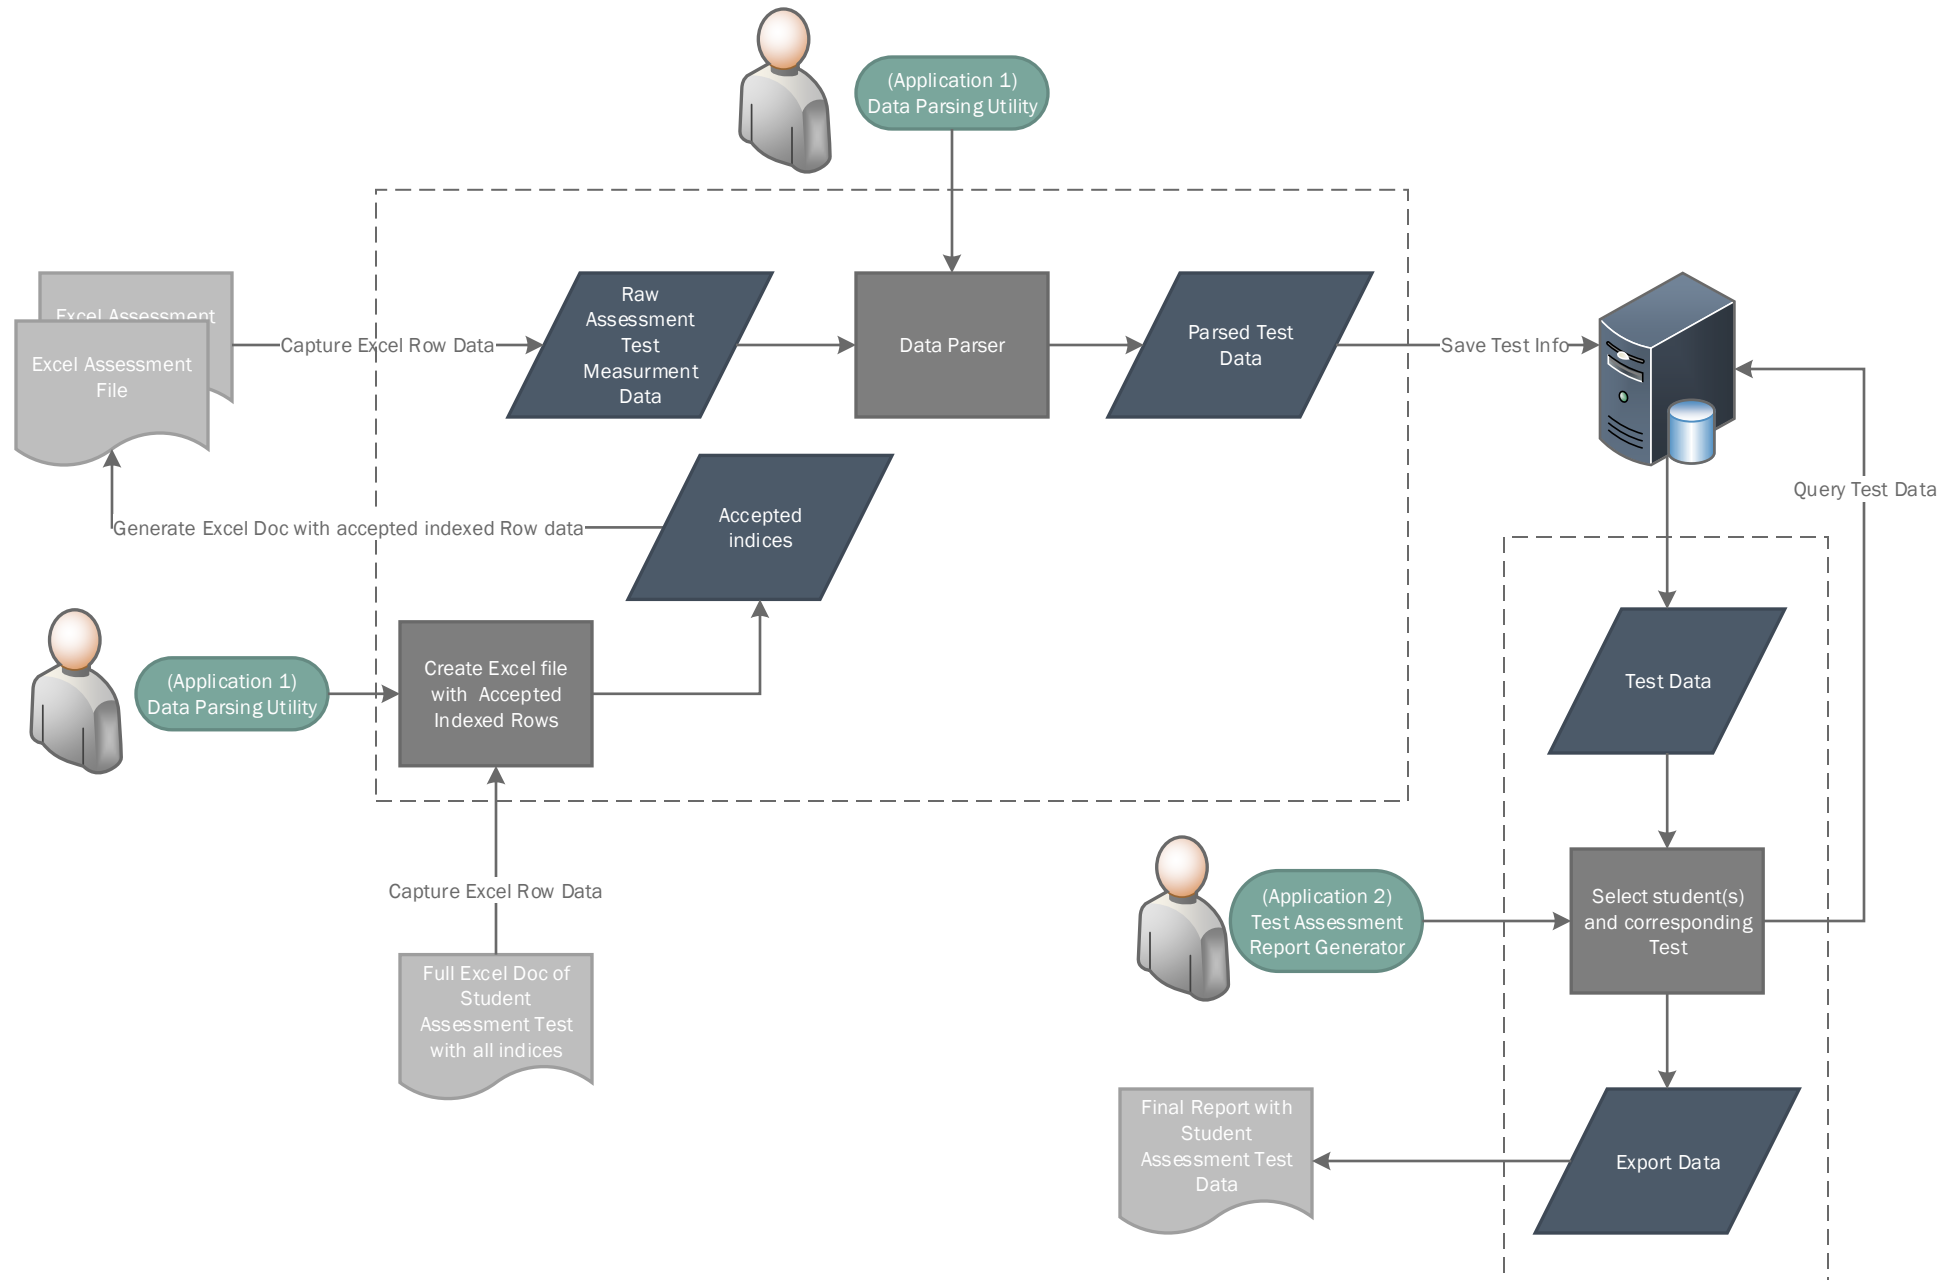 (Application 1)
Data Parsing Utility
Excel Assessment
Excel Assessment
File
Capture Excel Row Data
Raw
Assessment
Test
Measurment
Data
Data Parser
Parsed Test
Data
Save Test Info
Query Test Data
Accepted
indices
Generate Excel Doc with accepted indexed Row data
(Application 1)
Data Parsing Utility
Create Excel file
with Accepted
Indexed Rows
Test Data
Capture Excel Row Data
(Application 2)
Test Assessment
Report Generator
Select student(s)
and corresponding
Test
Full Excel Doc of
Student
Assessment Test
with all indices
Final Report with
Student
Assessment Test
Data
Export Data